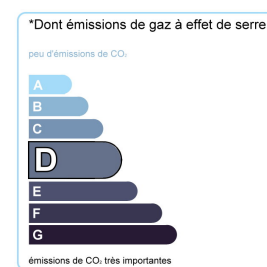 *Dont émissions de gaz à effet de serre
peu d'émissions de CO₂
A
B
C
D
E
F
G
émissions de CO₂ très importantes